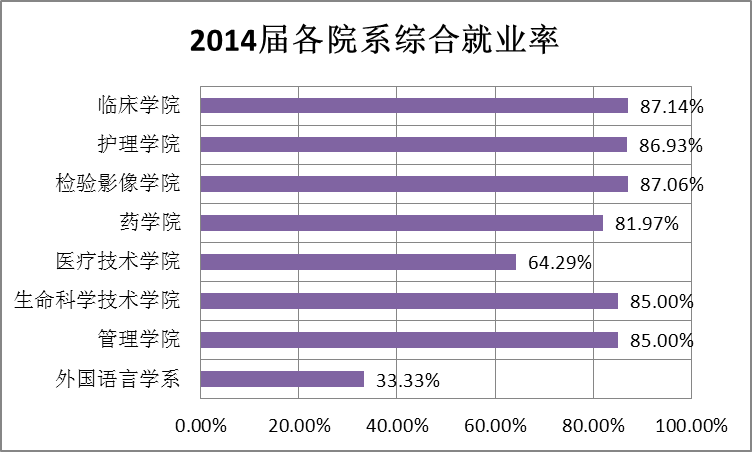 2014届各院系综合就业率
临床学院 87.14%
护理学院 86.93%
检验影像学院 87.06%
药学院 81.97%
医疗技术学院 64.29%
生命科学技术学院 85.00%
管理学院 85.00%
外国语言学系 33.33%
0.00% 20.00% 40.00% 60.00% 80.00% 100.00%